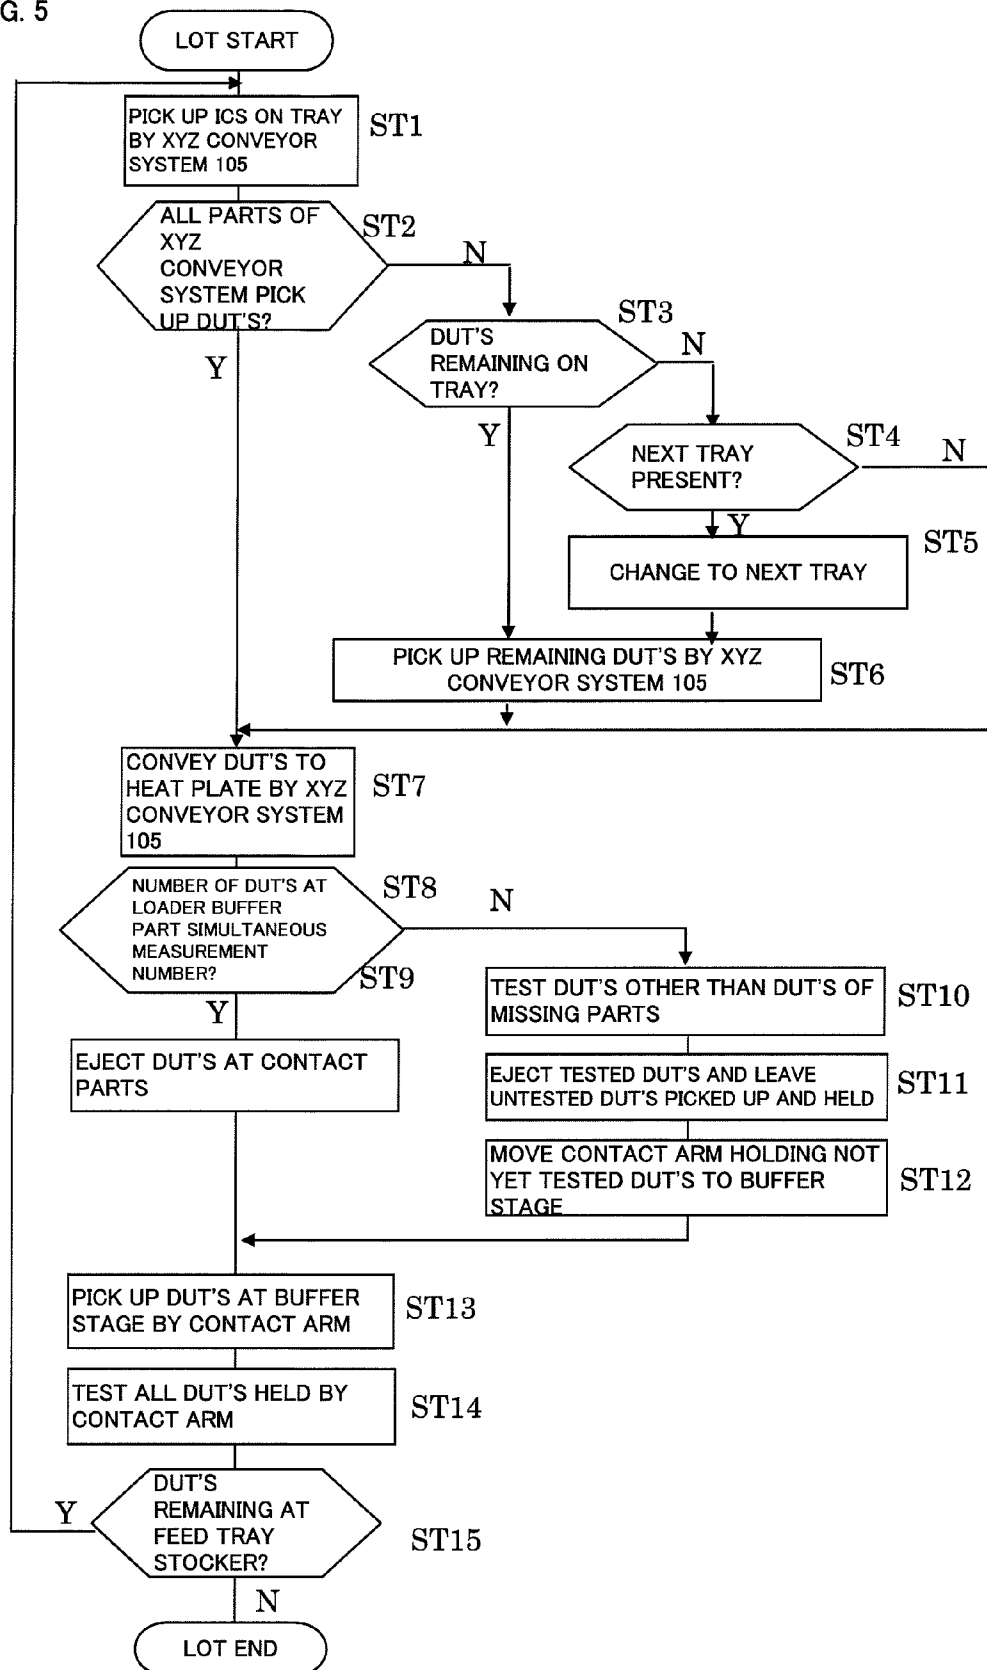 G. 5
LOT START
PICK UP ICS ON TRAY
BY XYZ CONVEYOR
SYSTEM 105
ST1
ALL PARTS OF
XYZ
CONVEYOR
SYSTEM PICK
UP DUT'S?
ST2
N
Y
DUT'S
REMAINING ON
TRAY?
ST3
N
Y
NEXT TRAY
PRESENT?
ST4
N
Y
CHANGE TO NEXT TRAY
ST5
PICK UP REMAINING DUT'S BY XYZ
CONVEYOR SYSTEM 105
ST6
CONVEY DUT'S TO
HEAT PLATE BY XYZ
CONVEYOR SYSTEM
105
ST7
NUMBER OF DUT'S AT
LOADER BUFFER
PART SIMULTANEOUS
MEASUREMENT
NUMBER?
ST8
N
ST9
Y
EJECT DUT'S AT CONTACT
PARTS
TEST DUT'S OTHER THAN DUT'S OF
MISSING PARTS
ST10
EJECT TESTED DUT'S AND LEAVE
UNTESTED DUT'S PICKED UP AND HELD
ST11
MOVE CONTACT ARM HOLDING NOT
YET TESTED DUT'S TO BUFFER
STAGE
ST12
PICK UP DUT'S AT BUFFER
STAGE BY CONTACT ARM
ST13
TEST ALL DUT'S HELD BY
CONTACT ARM
ST14
DUT'S
REMAINING AT
FEED TRAY
STOCKER?
ST15
Y
N
LOT END